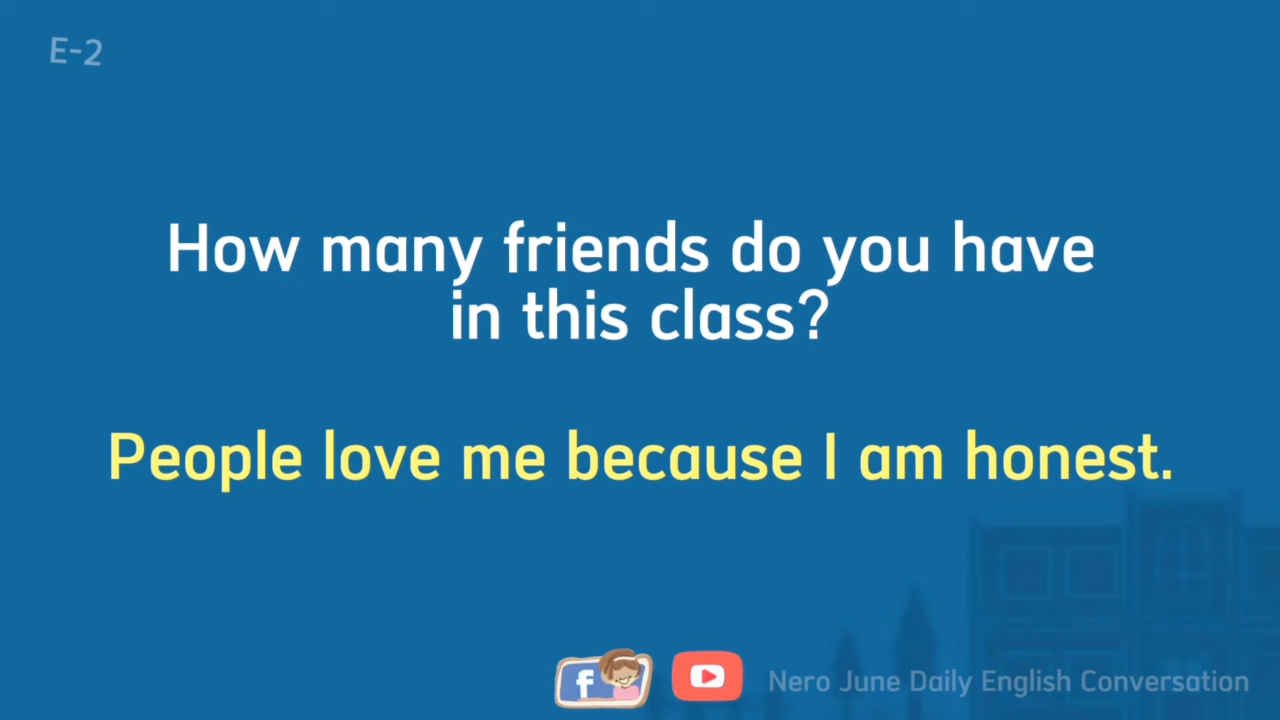 E-2
How many friends do you have
in this class?
People love me because I am honest.
f
Nero June Daily English Conversation